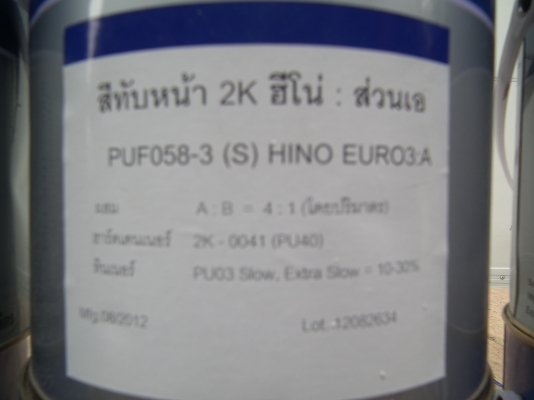 สีทับหน้า 2K ฮีโน่ : ส่วนเอ
PUF058-3 (S) HINO EURO3:A
ผสม A : B = 4 : 1 (โดยปริมาตร)
ฮาร์ดเดนเนอร์ 2K - 0041 (PU40)
ทินเนอร์ PU03 Slow, Extra Slow = 10-30%
Mfg:08/2012 Lot.:12082634